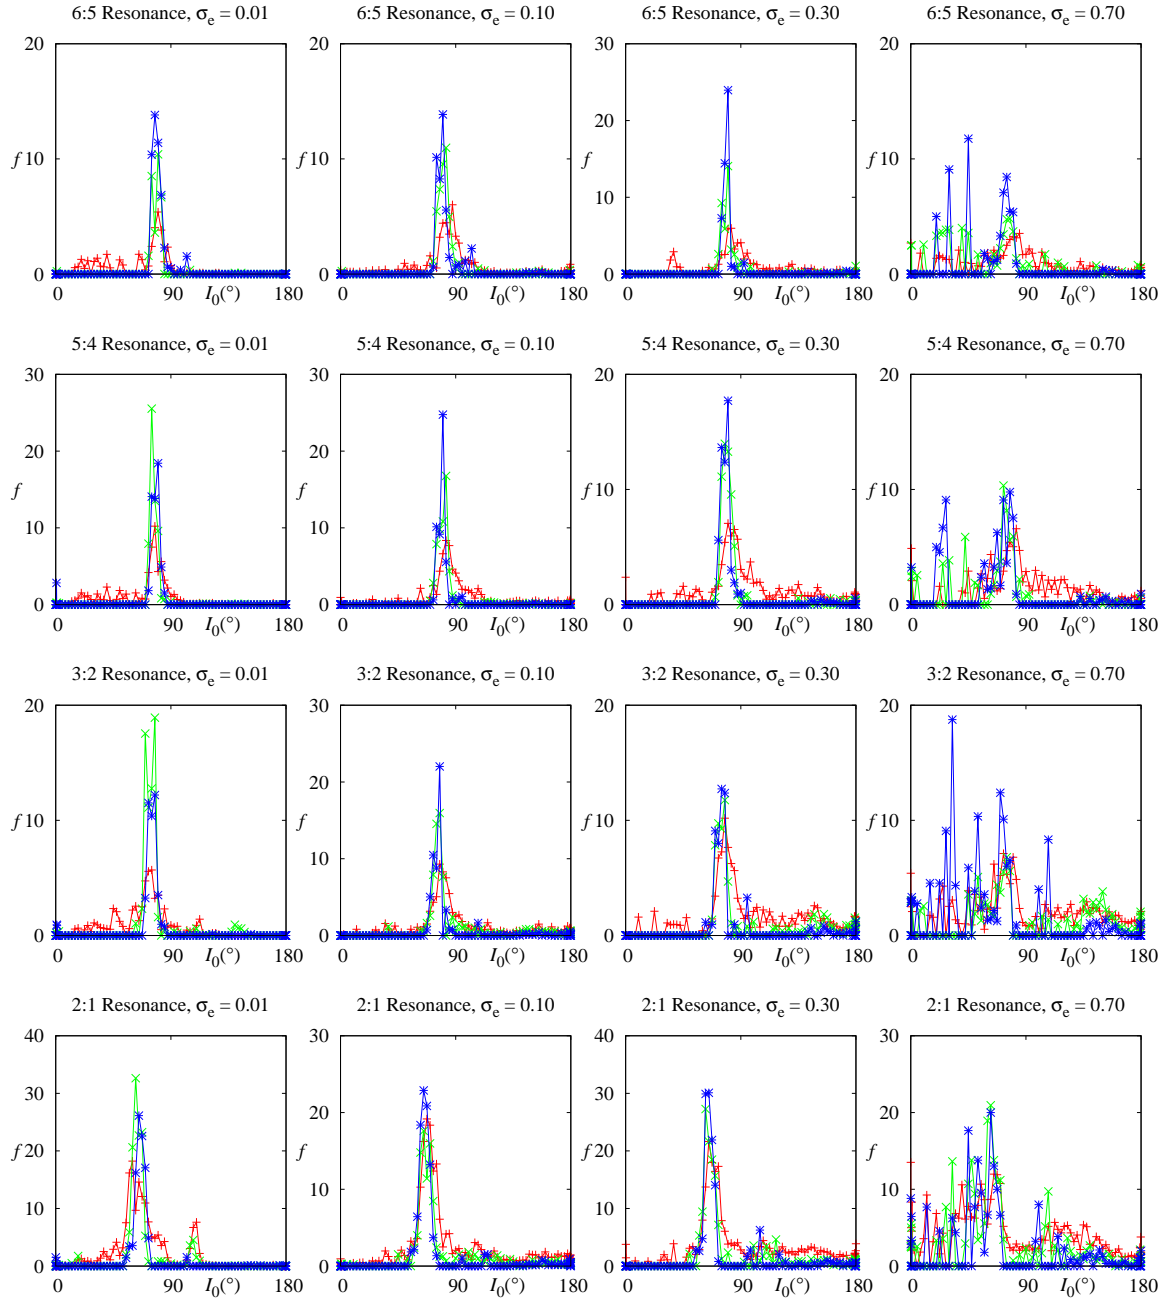 6:5 Resonance, σe = 0.01
6:5 Resonance, σe = 0.10
6:5 Resonance, σe = 0.30
6:5 Resonance, σe = 0.70
20
10
0
f
0 90 I0(°) 180
20
10
0
f
0 90 I0(°) 180
30
20
10
0
f
0 90 I0(°) 180
20
10
0
f
0 90 I0(°) 180
5:4 Resonance, σe = 0.01
5:4 Resonance, σe = 0.10
5:4 Resonance, σe = 0.30
5:4 Resonance, σe = 0.70
30
20
10
0
f
0 90 I0(°) 180
30
20
10
0
f
0 90 I0(°) 180
20
10
0
f
0 90 I0(°) 180
20
10
0
f
0 90 I0(°) 180
3:2 Resonance, σe = 0.01
3:2 Resonance, σe = 0.10
3:2 Resonance, σe = 0.30
3:2 Resonance, σe = 0.70
20
10
0
f
0 90 I0(°) 180
30
20
10
0
f
0 90 I0(°) 180
20
10
0
f
0 90 I0(°) 180
20
10
0
f
0 90 I0(°) 180
2:1 Resonance, σe = 0.01
2:1 Resonance, σe = 0.10
2:1 Resonance, σe = 0.30
2:1 Resonance, σe = 0.70
40
30
20
10
0
f
0 90 I0(°) 180
30
20
10
0
f
0 90 I0(°) 180
40
30
20
10
0
f
0 90 I0(°) 180
30
20
10
0
f
0 90 I0(°) 180